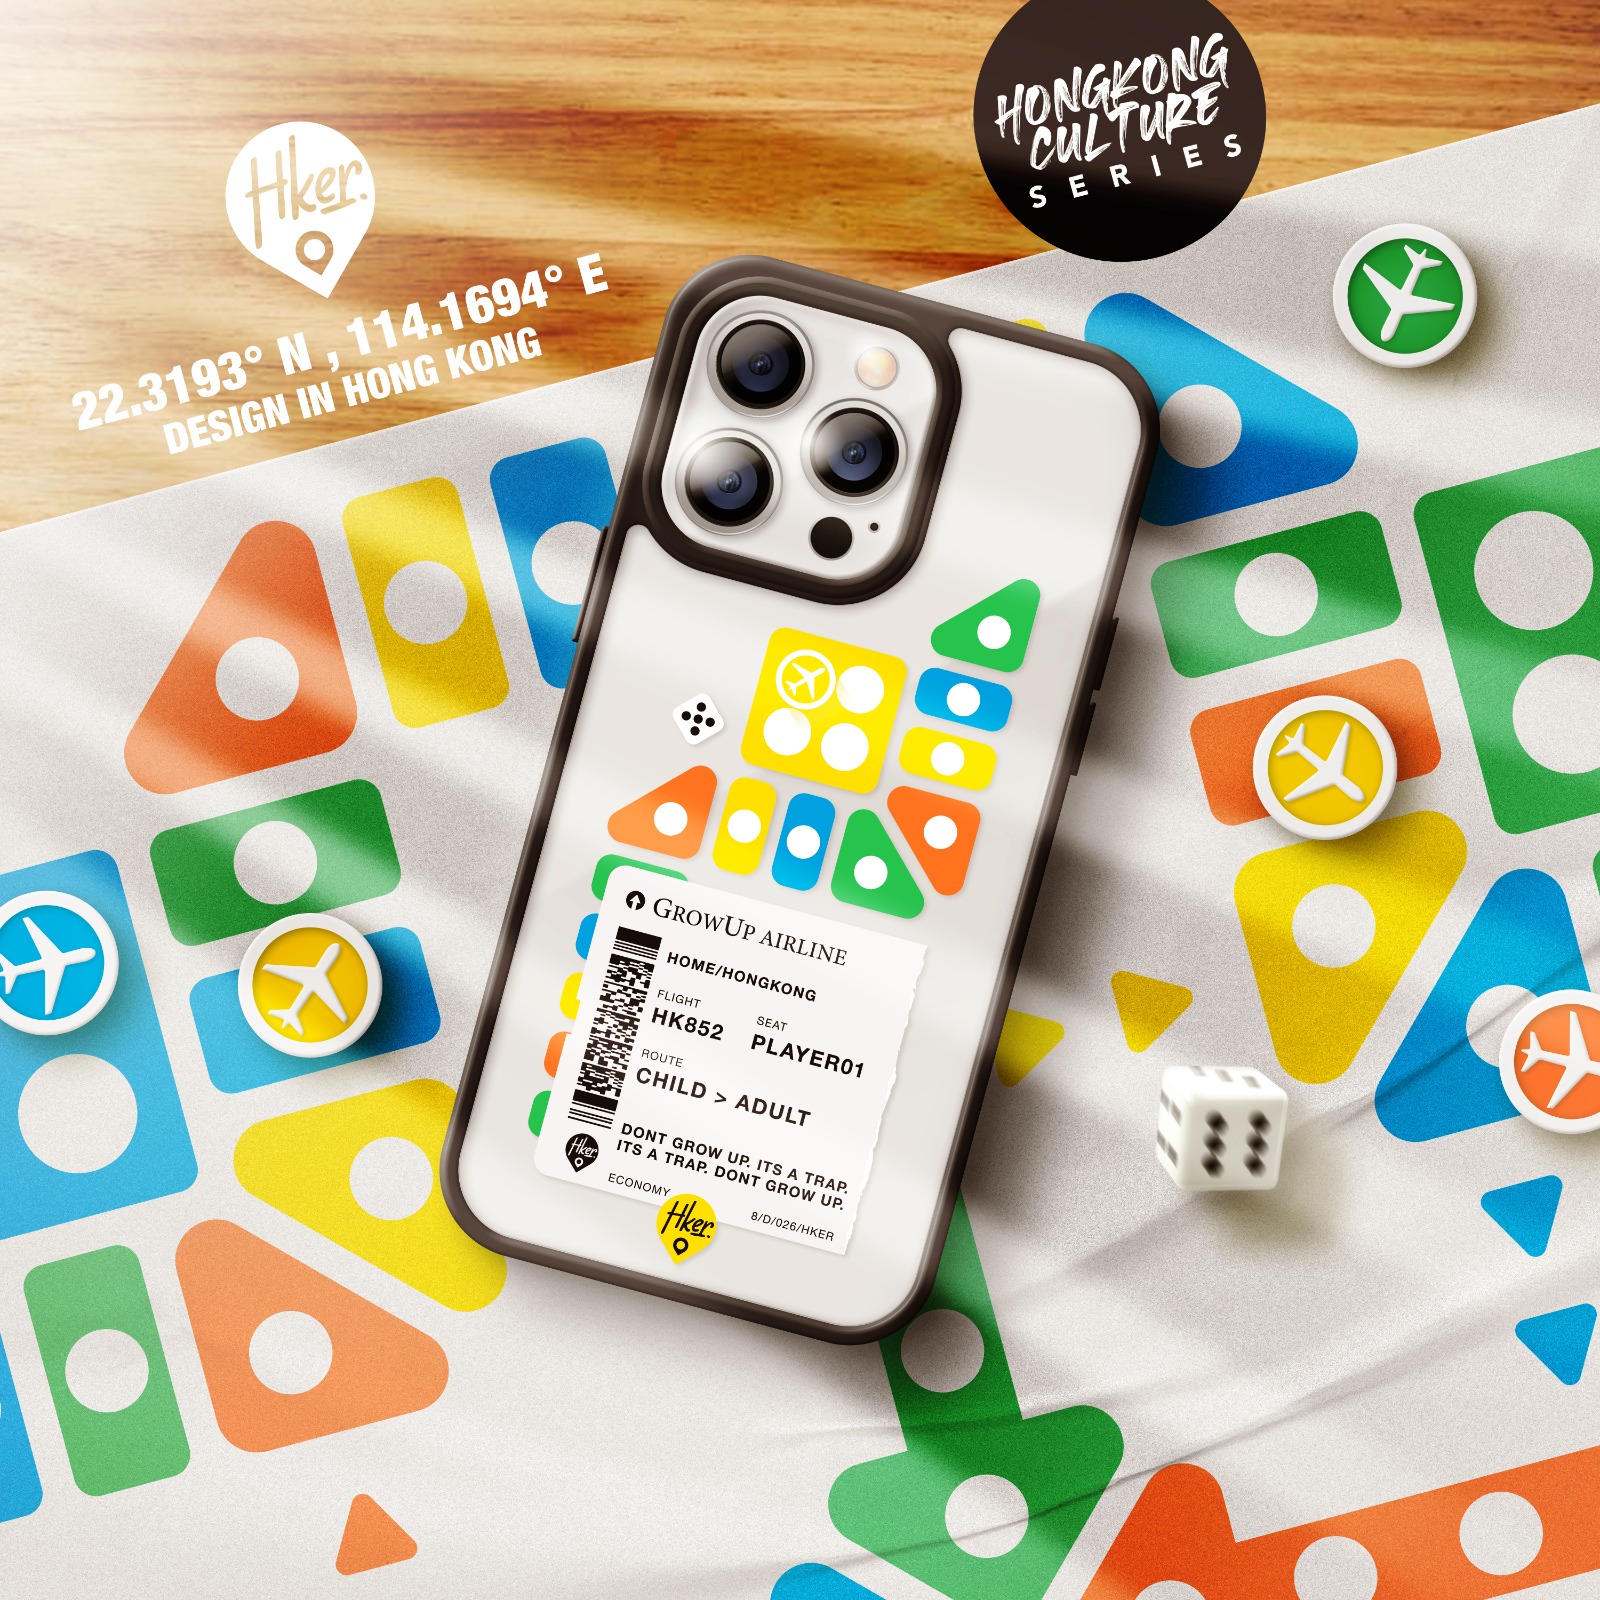 HONGKONG
CULTURE
SERIES
Hker.
22.3193° N , 114.1694° E
DESIGN IN HONG KONG
GROWUP AIRLINE
HOME/HONGKONG
FLIGHT
HK852
SEAT
PLAYER01
ROUTE
CHILD > ADULT
DONT GROW UP. ITS A TRAP.
ITS A TRAP. DONT GROW UP.
Hker.
ECONOMY
8/D/026/HKER
Hker.